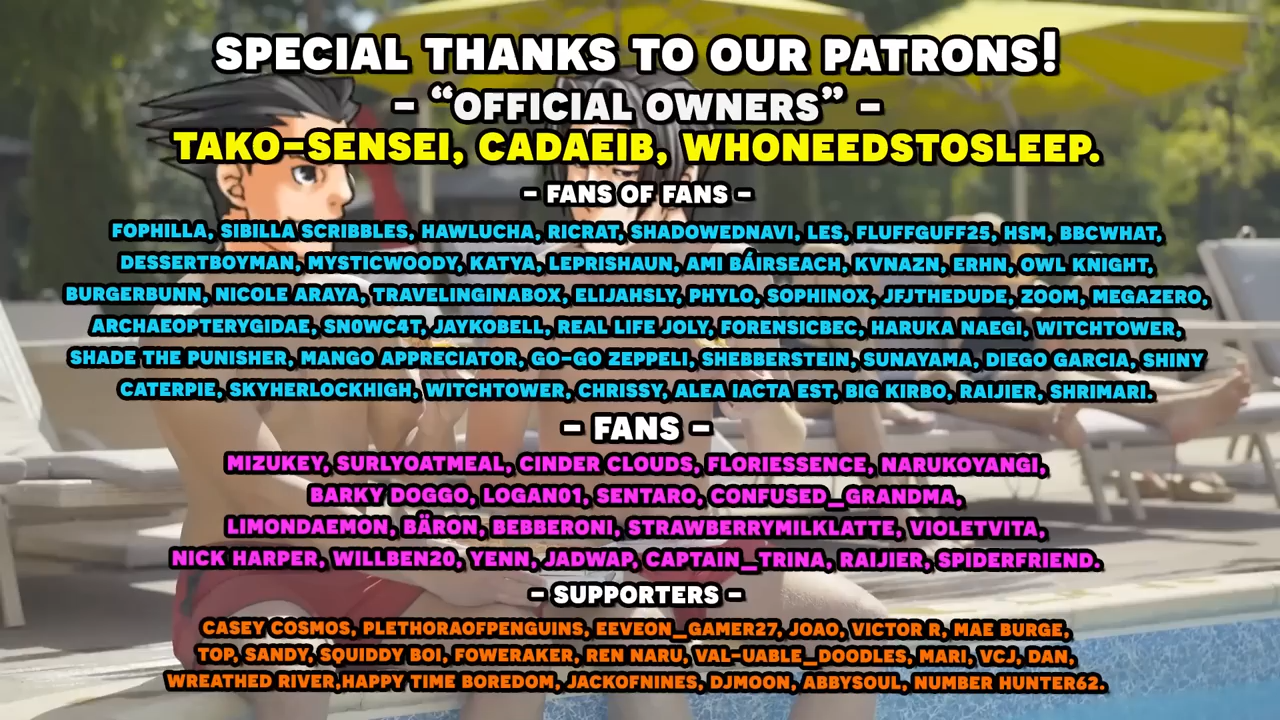 SPECIAL THANKS TO OUR PATRONS!
- "OFFICIAL OWNERS" -
TAKO-SENSEI, CADAEIB, WHONEEDSTOSLEEP.
- FANS OF FANS -
FOPHILLA, SIBILLA SCRIBBLES, HAWLUCHA, RICRAT, SHADOWEDNAVI, LES, FLUFFGUFF25, HSM, BBCWHAT,
DESSERTBOYMAN, MYSTICWOODY, KATYA, LEPRISHAUN, AMI BÁIRSEACH, KVNAZN, ERHN, OWL KNIGHT,
BURGERBUNN, NICOLE ARAYA, TRAVELINGINABOX, ELIJAHSLY, PHYLO, SOPHINOX, JFJTHEDUDE, ZOOM, MEGAZERO,
ARCHAEOPTERYGIDAE, SN0WC4T, JAYKOBELL, REAL LIFE JOLY, FORENSICBEC, HARUKA NAEGI, WITCHTOWER,
SHADE THE PUNISHER, MANGO APPRECIATOR, GO-GO ZEPPELI, SHEBBERSTEIN, SUNAYAMA, DIEGO GARCIA, SHINY
CATERPIE, SKYHERLOCKHIGH, WITCHTOWER, CHRISSY, ALEA IACTA EST, BIG KIRBO, RAIJIER, SHRIMARI.
- FANS -
MIZUKEY, SURLYOATMEAL, CINDER CLOUDS, FLORIESSENCE, NARUKOYANGI,
BARKY DOGGO, LOGAN01, SENTARO, CONFUSED_GRANDMA,
LIMONDAEMON, BÄRON, BEBBERONI, STRAWBERRYMILKLATTE, VIOLETVITA,
NICK HARPER, WILLBEN20, YENN, JADWAP, CAPTAIN_TRINA, RAIJIER, SPIDERFRIEND.
- SUPPORTERS -
CASEY COSMOS, PLETHORAOFPENGUINS, EEVEON_GAMER27, JOAO, VICTOR R, MAE BURGE,
TOP, SANDY, SQUIDDY BOI, FOWERAKER, REN NARU, VAL-UABLE_DOODLES, MARI, VCJ, DAN,
WREATHED RIVER,HAPPY TIME BOREDOM, JACKOFNINES, DJMOON, ABBYSOUL, NUMBER HUNTER62.